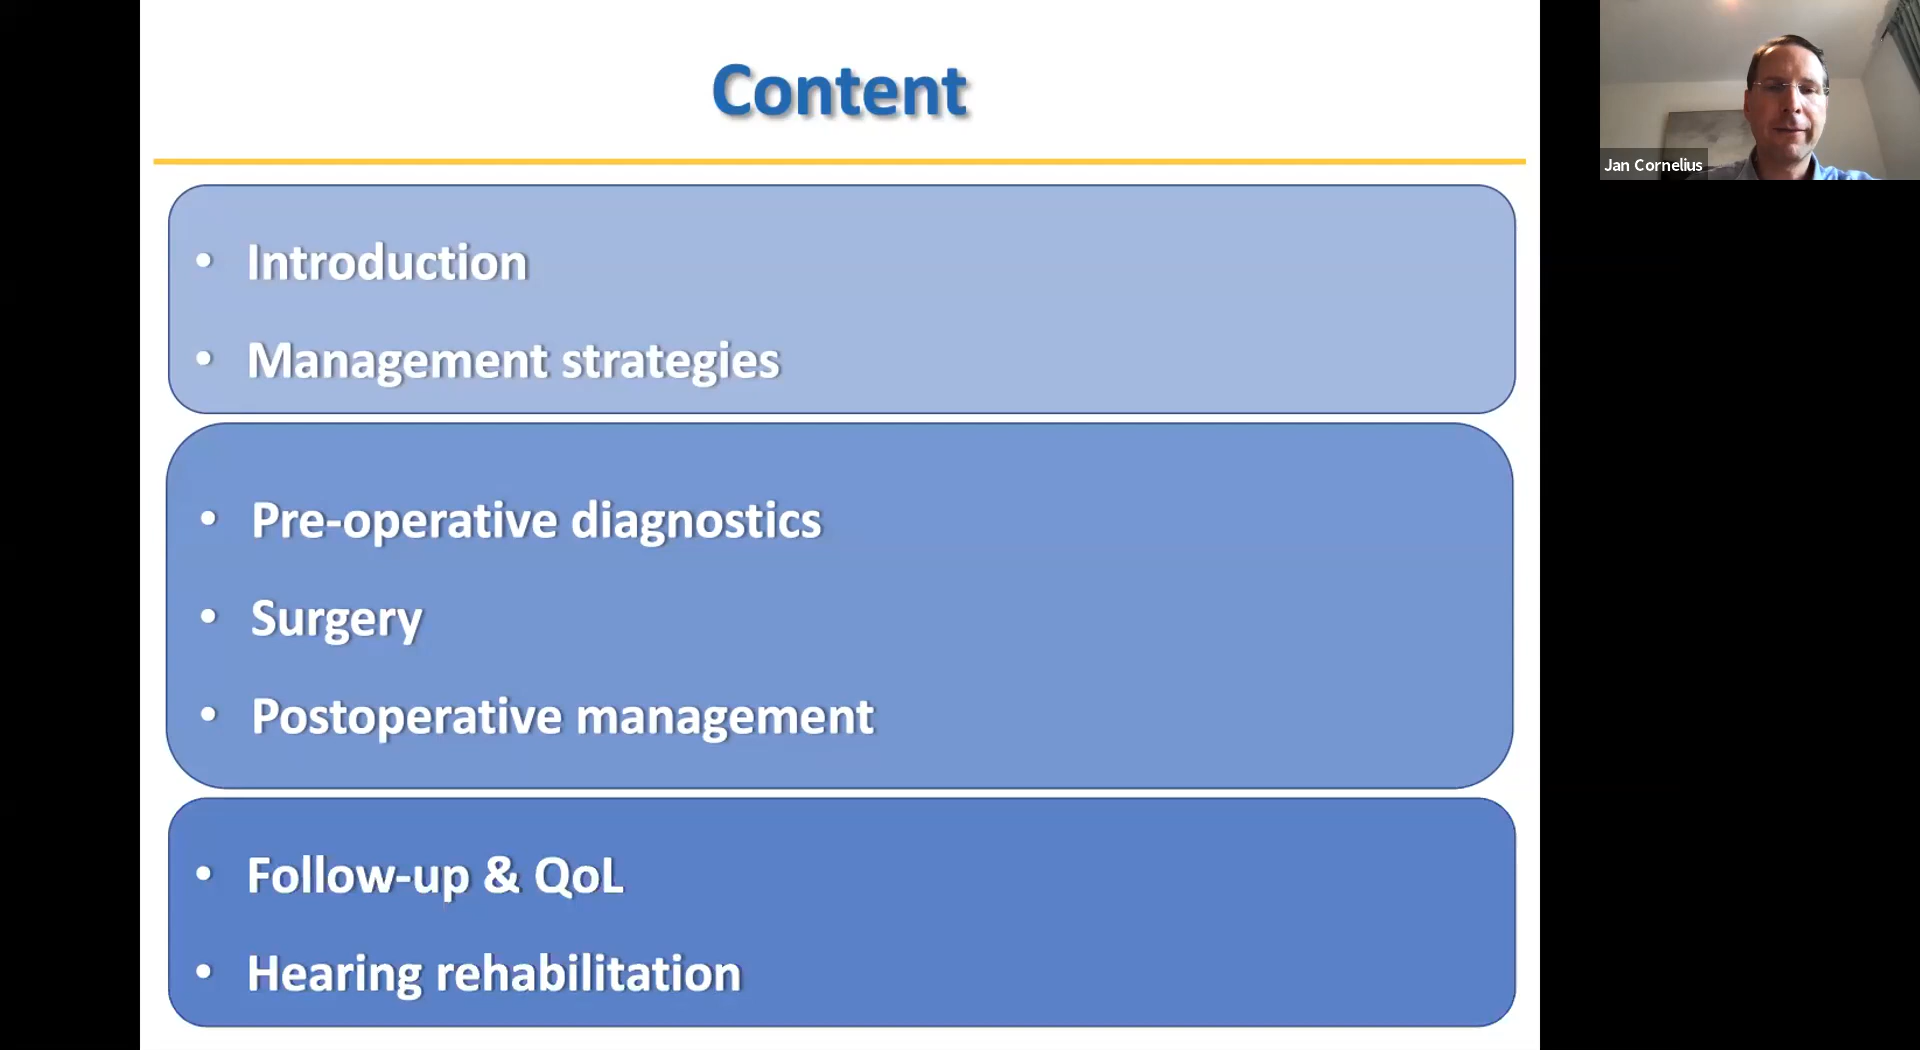 Content
• Introduction
• Management strategies
• Pre-operative diagnostics
• Surgery
• Postoperative management
• Follow-up & QoL
• Hearing rehabilitation
Jan Cornelius